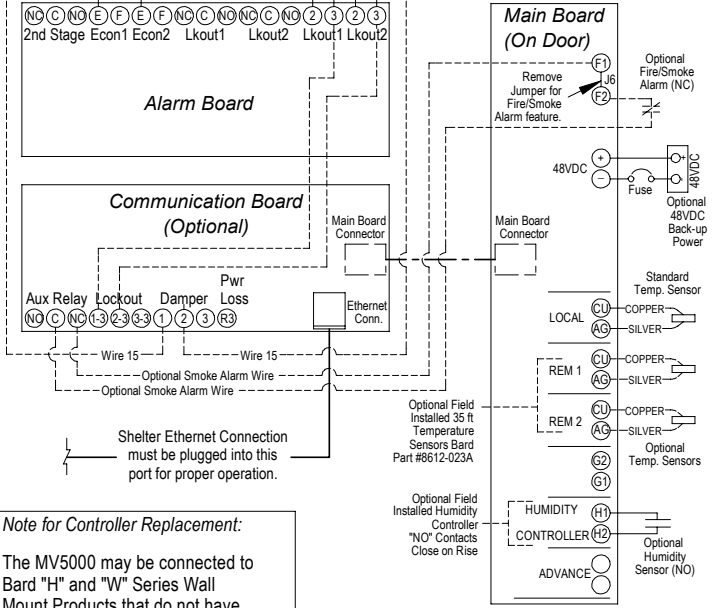 NC C NO E F E F NC C NO NC C NO 2 3 2 3
2nd Stage Econ1 Econ2 Lkout1 Lkout2 Lkout1 Lkout2
Alarm Board
Communication Board
(Optional)
Main Board
Connector
Pwr
Aux Relay Lockout Damper Loss
NO C NC 1-3 2-3 3-3 1 2 3 R3
Ethernet
Conn.
Wire 15
Wire 15
Optional Smoke Alarm Wire
Optional Smoke Alarm Wire
Shelter Ethernet Connection
must be plugged into this
port for proper operation.
Note for Controller Replacement:
The MV5000 may be connected to
Bard "H" and "W" Series Wall
Mount Products that do not have
Main Board
(On Door)
F1
J6
F2
Remove
Jumper for
Fire/Smoke
Alarm feature.
Optional
Fire/Smoke
Alarm (NC)
48VDC
+
−
Fuse
+
-
48VDC
Optional
48VDC
Back-up
Power
Main Board
Connector
Standard
Temp. Sensor
LOCAL
CU COPPER
AG SILVER
REM 1
CU COPPER
AG SILVER
REM 2
CU COPPER
AG SILVER
Optional
Temp. Sensors
Optional Field
Installed 35 ft
Temperature
Sensors Bard
Part #8612-023A
G2
G1
Optional Field
Installed Humidity
Controller
"NO" Contacts
Close on Rise
HUMIDITY H1
CONTROLLER H2
Optional
Humidity
Sensor (NO)
ADVANCE